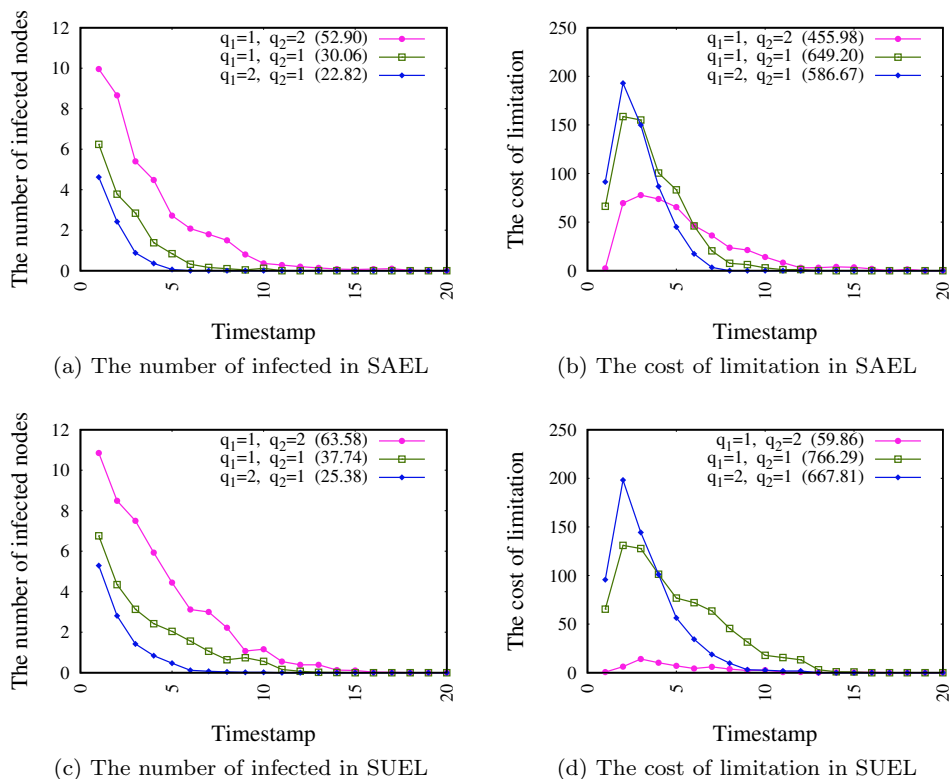 The number of infected nodes
12
10
8
6
4
2
0
q1=1, q2=2 (52.90)
q1=1, q2=1 (30.06)
q1=2, q2=1 (22.82)
0
5
10
15
20
Timestamp
(a) The number of infected in SAEL
The cost of limitation
250
200
150
100
50
0
q1=1, q2=2 (455.98)
q1=1, q2=1 (649.20)
q1=2, q2=1 (586.67)
0
5
10
15
20
Timestamp
(b) The cost of limitation in SAEL
The number of infected nodes
12
10
8
6
4
2
0
q1=1, q2=2 (63.58)
q1=1, q2=1 (37.74)
q1=2, q2=1 (25.38)
0
5
10
15
20
Timestamp
(c) The number of infected in SUEL
The cost of limitation
250
200
150
100
50
0
q1=1, q2=2 (59.86)
q1=1, q2=1 (766.29)
q1=2, q2=1 (667.81)
0
5
10
15
20
Timestamp
(d) The cost of limitation in SUEL